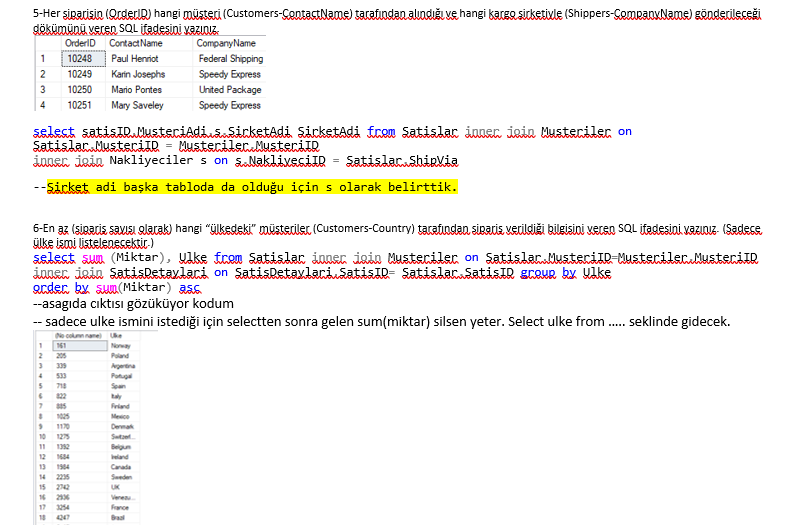 5-Her siparişin (OrderID) hangi müşteri (Customers-ContactName) tarafından alındığı ve hangi kargo şirketiyle (Shippers-CompanyName) gönderileceği
dökümünü veren SQL ifadesini yazınız.
OrderID ContactName CompanyName
1 10248 Paul Henriot Federal Shipping
2 10249 Karin Josephs Speedy Express
3 10250 Mario Pontes United Package
4 10251 Mary Saveley Speedy Express
select satisID,MusteriAdi,s.SirketAdi SirketAdi from Satislar inner join Musteriler on
Satislar.MusteriID = Musteriler.MusteriID
inner join Nakliyeciler s on s.NakliyeciID = Satislar.ShipVia
--Sirket adi başka tabloda da olduğu için s olarak belirttik.
6-En az (sipariş sayısı olarak) hangi “ülkedeki” müşteriler (Customers-Country) tarafından sipariş verildiği bilgisini veren SQL ifadesini yazınız. (Sadece
ülke ismi listelenecektir.)
select sum (Miktar), Ulke from Satislar inner join Musteriler on Satislar.MusteriID=Musteriler.MusteriID
inner join SatisDetaylari on SatisDetaylari.SatisID= Satislar.SatisID group by Ulke
order by sum(Miktar) asc
--asagıda cıktısı gözüküyor kodum
-- sadece ulke ismini istediği için selectten sonra gelen sum(miktar) silsen yeter. Select ulke from ….. seklinde gidecek.
(No column name) Ulke
1 161 Norway
2 205 Poland
3 339 Argentina
4 533 Portugal
5 718 Spain
6 822 Italy
7 885 Finland
8 1025 Mexico
9 1170 Denmark
10 1275 Switzerl...
11 1392 Belgium
12 1684 Ireland
13 1984 Canada
14 2235 Sweden
15 2742 UK
16 2936 Venezu...
17 3254 France
18 4247 Brazil